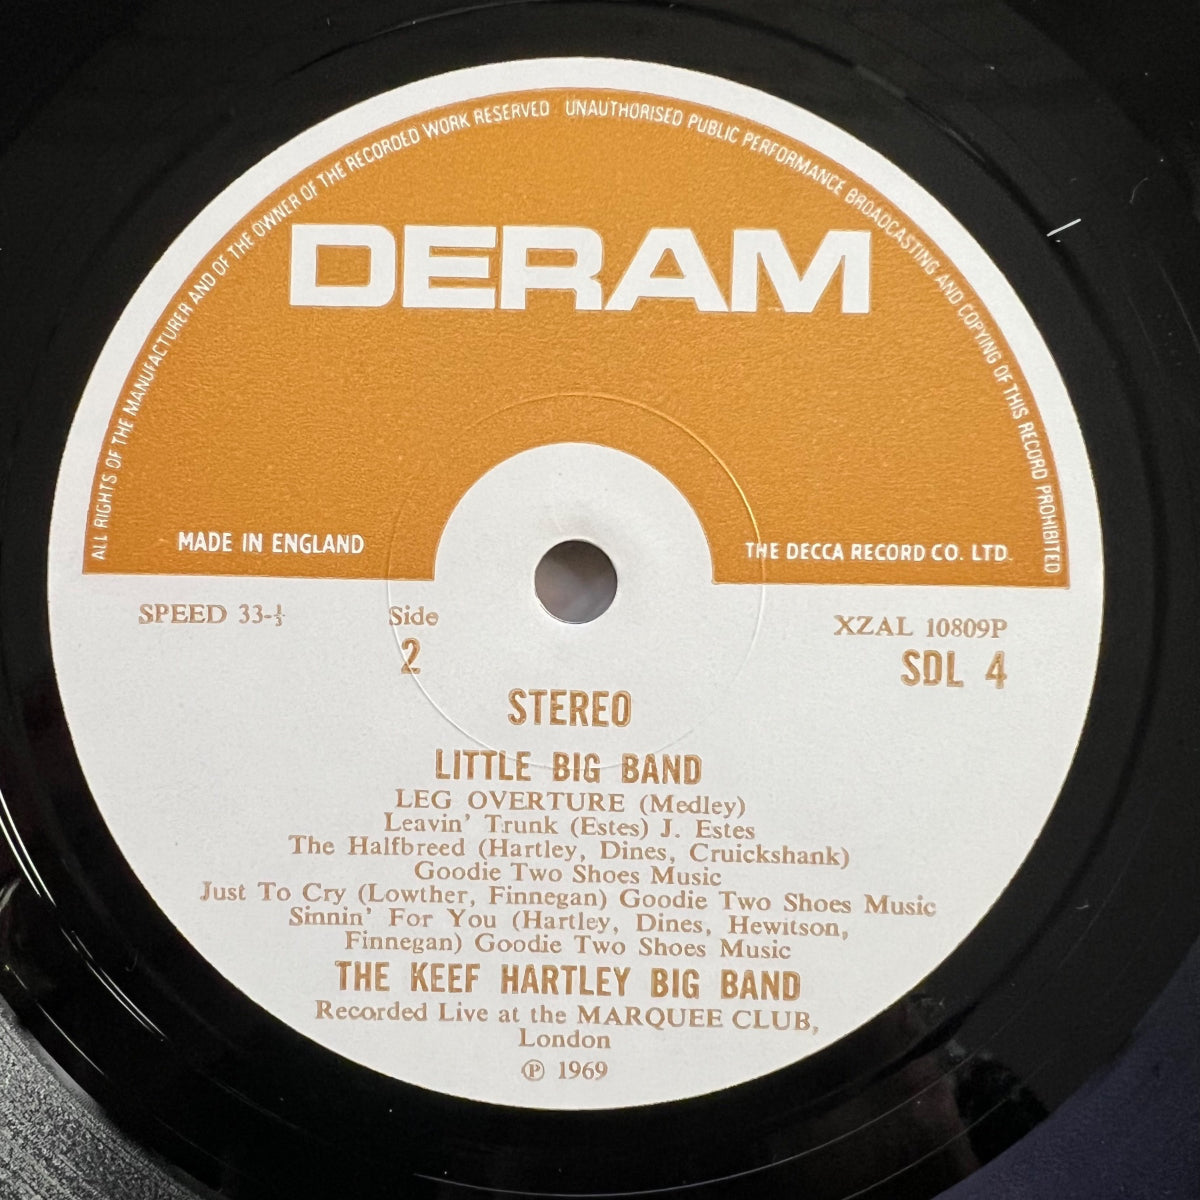 ALL RIGHTS OF THE MANUFACTURER AND OF THE OWNER OF THE RECORDED WORK RESERVED UNAUTHORISED PUBLIC PERFORMANCE BROADCASTING AND COPYING OF THIS RECORD PROHIBITED
DERAM
MADE IN ENGLAND
THE DECCA RECORD CO. LTD.
SPEED 33-⅓
Side
2
XZAL 10809P
SDL 4
STEREO
LITTLE BIG BAND
LEG OVERTURE (Medley)
Leavin' Trunk (Estes) J. Estes
The Halfbreed (Hartley, Dines, Cruickshank)
Goodie Two Shoes Music
Just To Cry (Lowther, Finnegan) Goodie Two Shoes Music
Sinnin' For You (Hartley, Dines, Hewitson,
Finnegan) Goodie Two Shoes Music
THE KEEF HARTLEY BIG BAND
Recorded Live at the MARQUEE CLUB,
London
℗ 1969